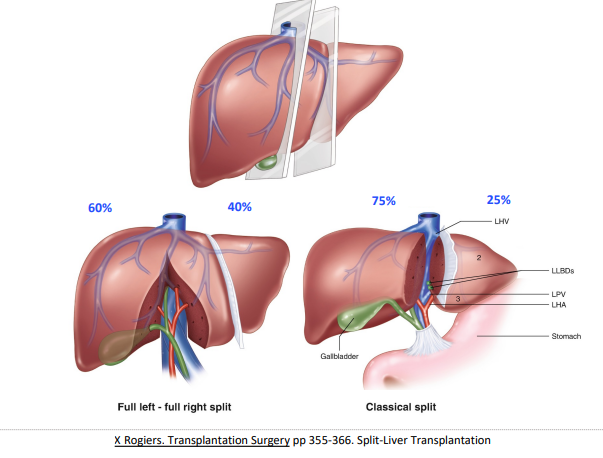 60%
40%
75%
25%
LHV
2
LLBDs
3
LPV
LHA
Stomach
Gallbladder
Full left - full right split
Classical split
X Rogiers. Transplantation Surgery pp 355-366. Split-Liver Transplantation